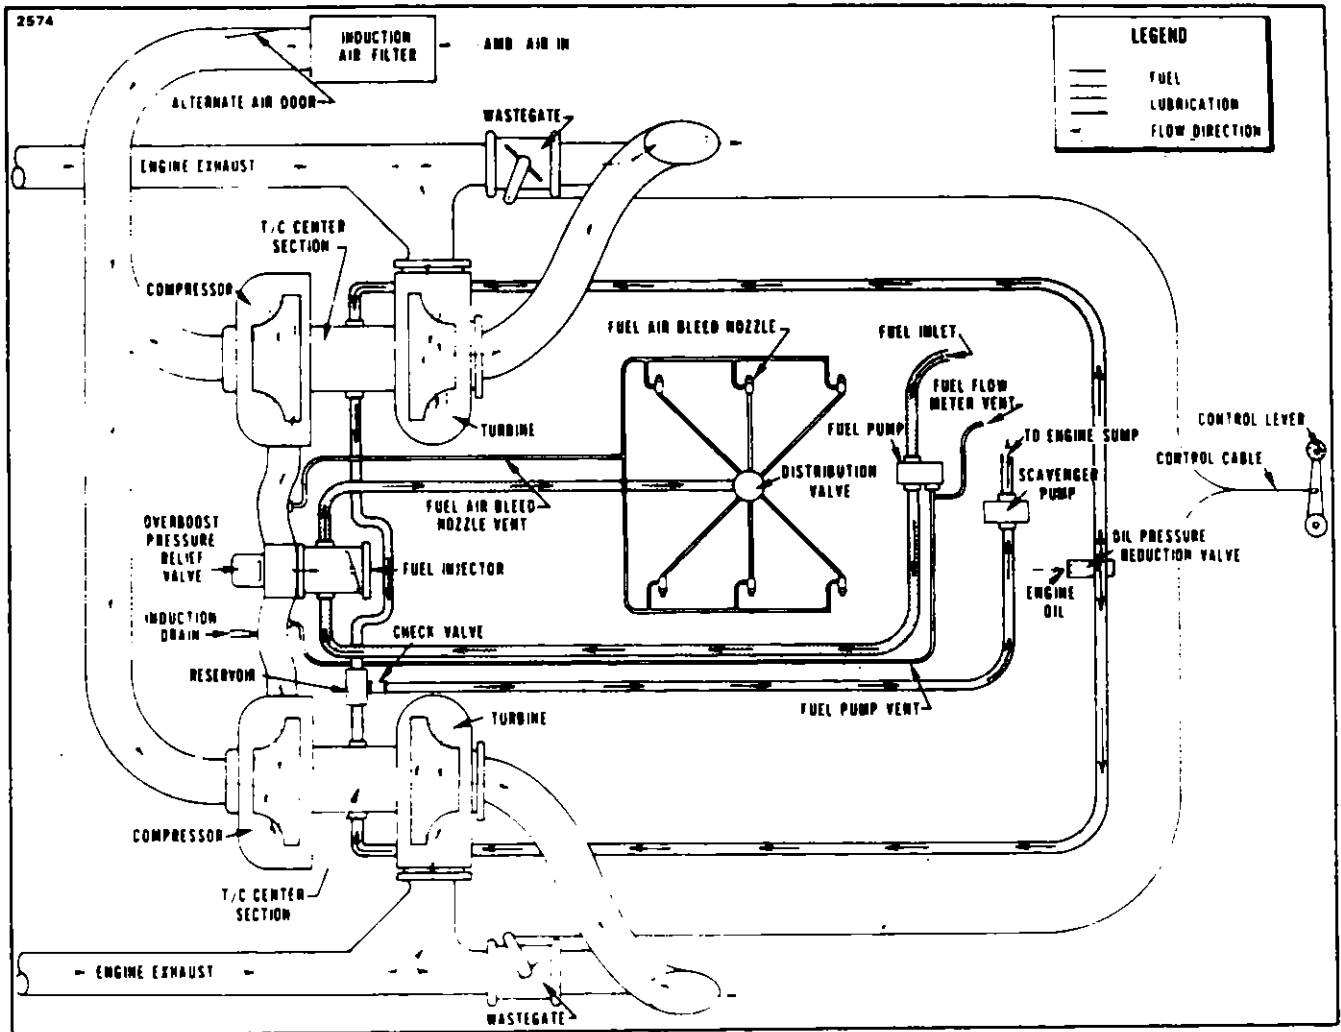 2574
INDUCTION
AIR FILTER
AMB AIR IN
ALTERNATE AIR DOOR
WASTEGATE
LEGEND
FUEL
LUBRICATION
FLOW DIRECTION
ENGINE EXHAUST
T/C CENTER
SECTION
COMPRESSOR
FUEL AIR BLEED NOZZLE
FUEL INLET
FUEL FLOW
METER VENT
TURBINE
FUEL PUMP
TO ENGINE SUMP
CONTROL LEVER
CONTROL CABLE
DISTRIBUTION
VALVE
SCAVENGER
PUMP
FUEL AIR BLEED
NOZZLE VENT
OVERBOOST
PRESSURE
RELIEF
VALVE
FUEL INJECTOR
OIL PRESSURE
REDUCTION VALVE
ENGINE
OIL
INDUCTION
DRAIN
CHECK VALVE
RESERVOIR
FUEL PUMP VENT
TURBINE
COMPRESSOR
T/C CENTER
SECTION
ENGINE EXHAUST
WASTEGATE